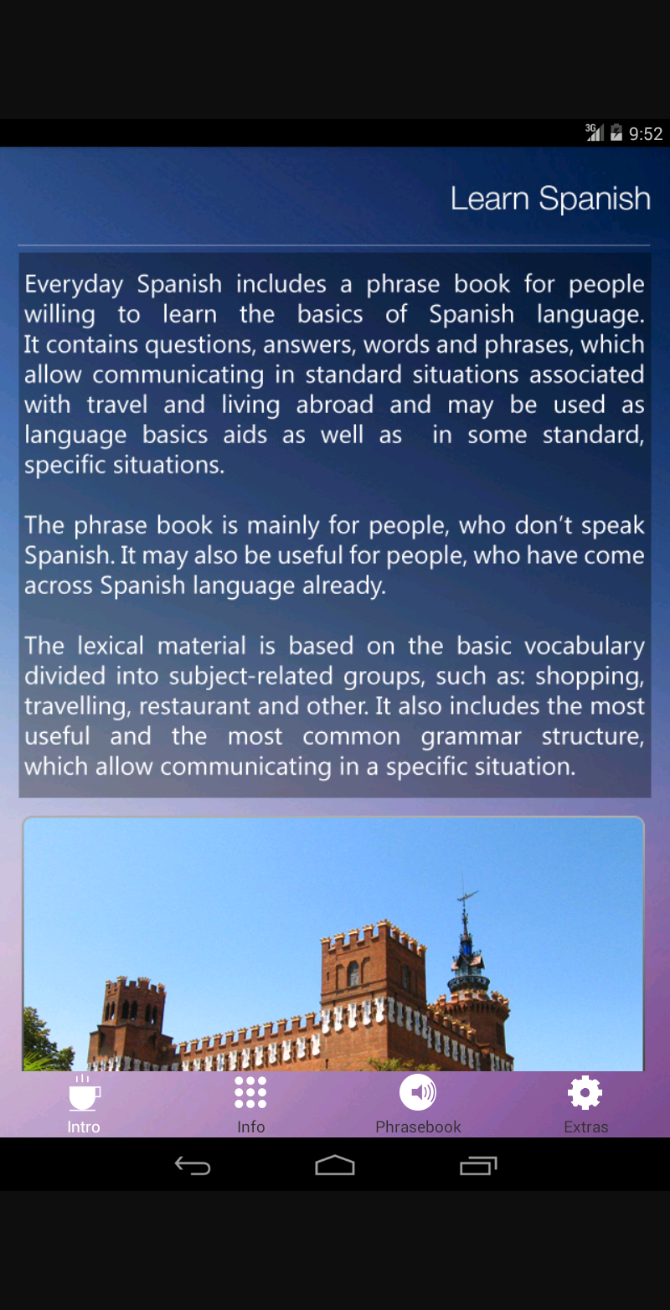 3G 9:52
Learn Spanish
Everyday Spanish includes a phrase book for people
willing to learn the basics of Spanish language.
It contains questions, answers, words and phrases, which
allow communicating in standard situations associated
with travel and living abroad and may be used as
language basics aids as well as in some standard,
specific situations.
The phrase book is mainly for people, who don't speak
Spanish. It may also be useful for people, who have come
across Spanish language already.
The lexical material is based on the basic vocabulary
divided into subject-related groups, such as: shopping,
travelling, restaurant and other. It also includes the most
useful and the most common grammar structure,
which allow communicating in a specific situation.
Intro Info Phrasebook Extras